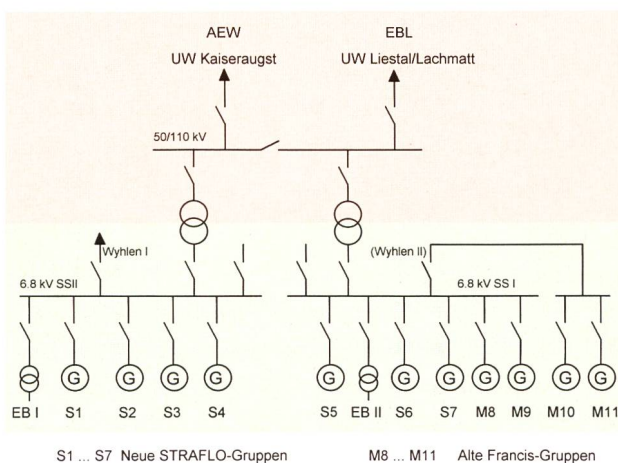 AEW EBL
UW Kaiseraugst UW Liestal/Lachmatt
50/110 kV
Wyhlen I (Wyhlen II)
6.8 kV SSII 6.8 kV SS I
G G G G G G G G G G G
EB I S1 S2 S3 S4 S5 EB II S6 S7 M8 M9 M10 M11
S1 ... S7 Neue STRAFLO-Gruppen M8 ... M11 Alte Francis-Gruppen